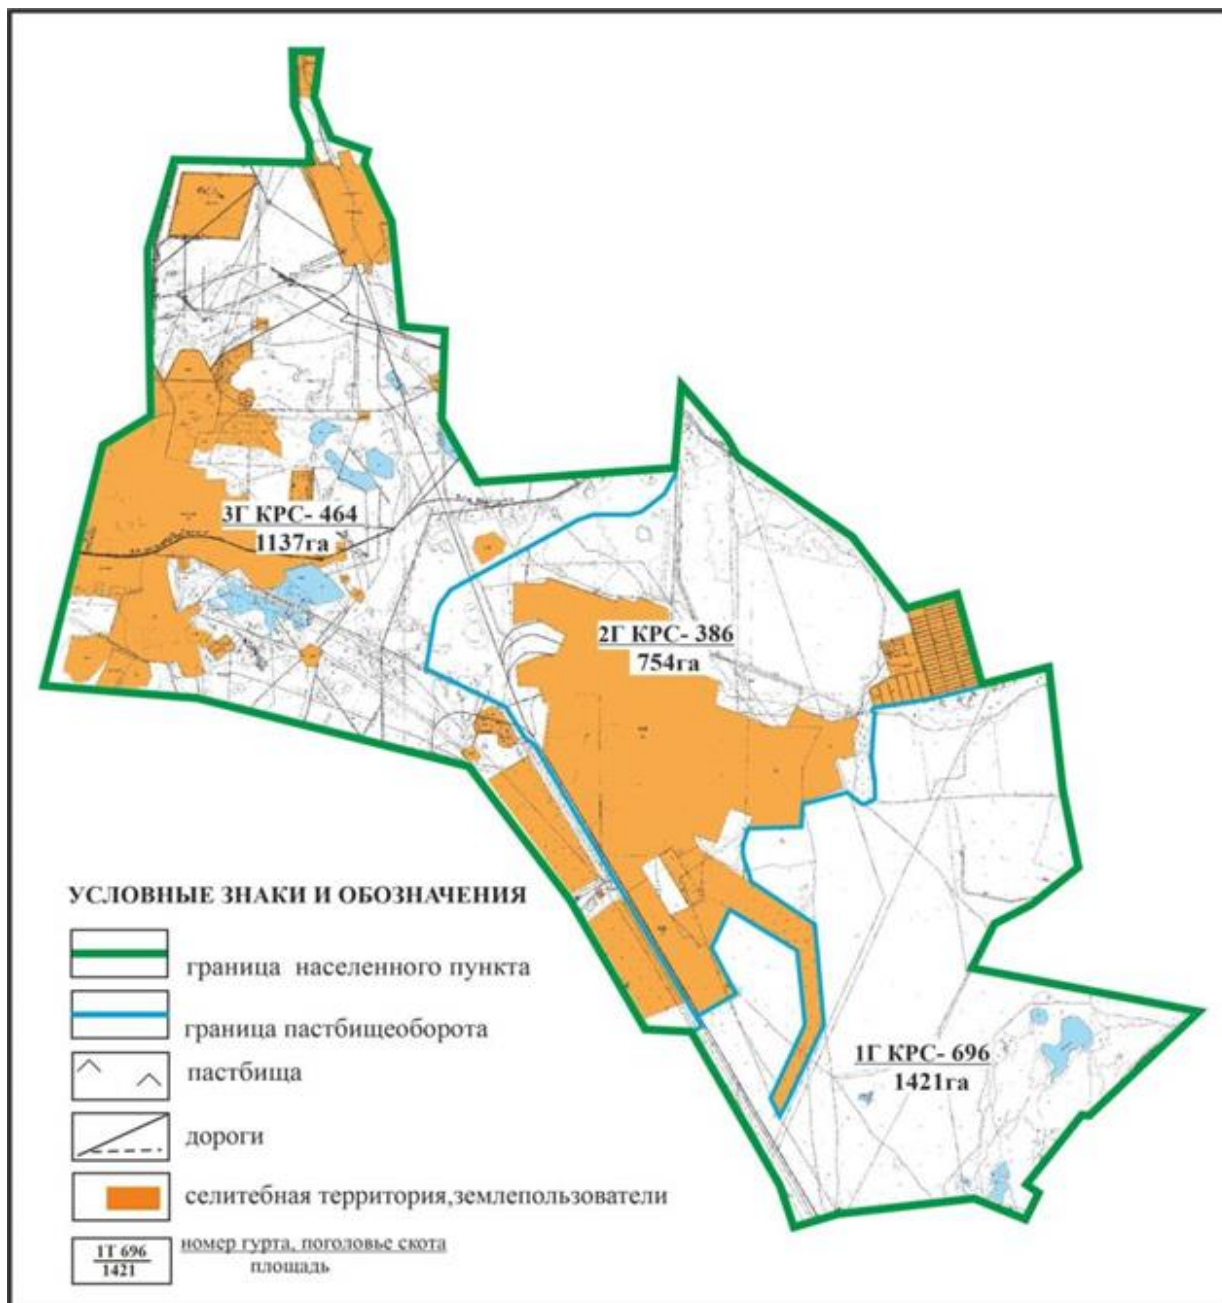 3Г КРС- 464
1137га
2Г КРС- 386
754га
1Г КРС- 696
1421га
УСЛОВНЫЕ ЗНАКИ И ОБОЗНАЧЕНИЯ
граница населенного пункта
граница пастбищеоборота
пастбища
дороги
селитебная территория,землепользователи
1Т 696
1421
номер гурта, поголовье скота
площадь